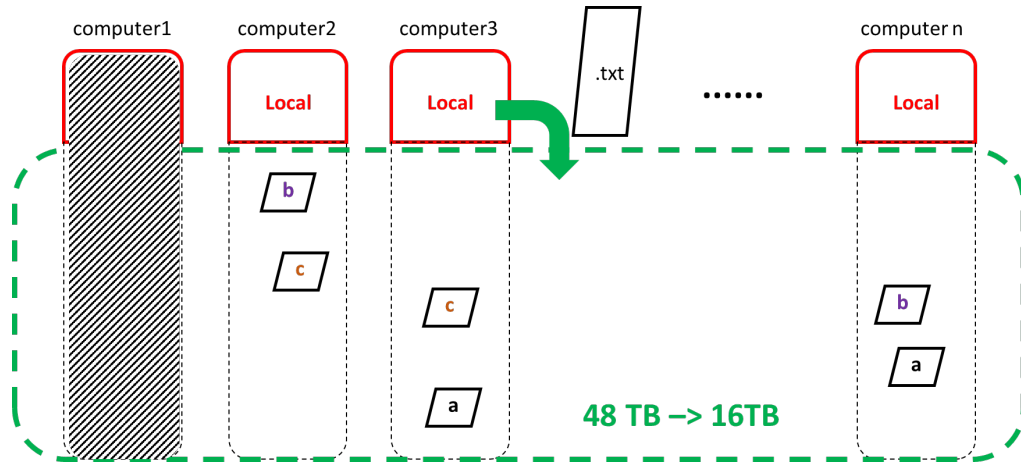 computer1
computer2
computer3
computer n
.txt
......
Local
Local
Local
b
c
c
b
a
a
48 TB –> 16TB